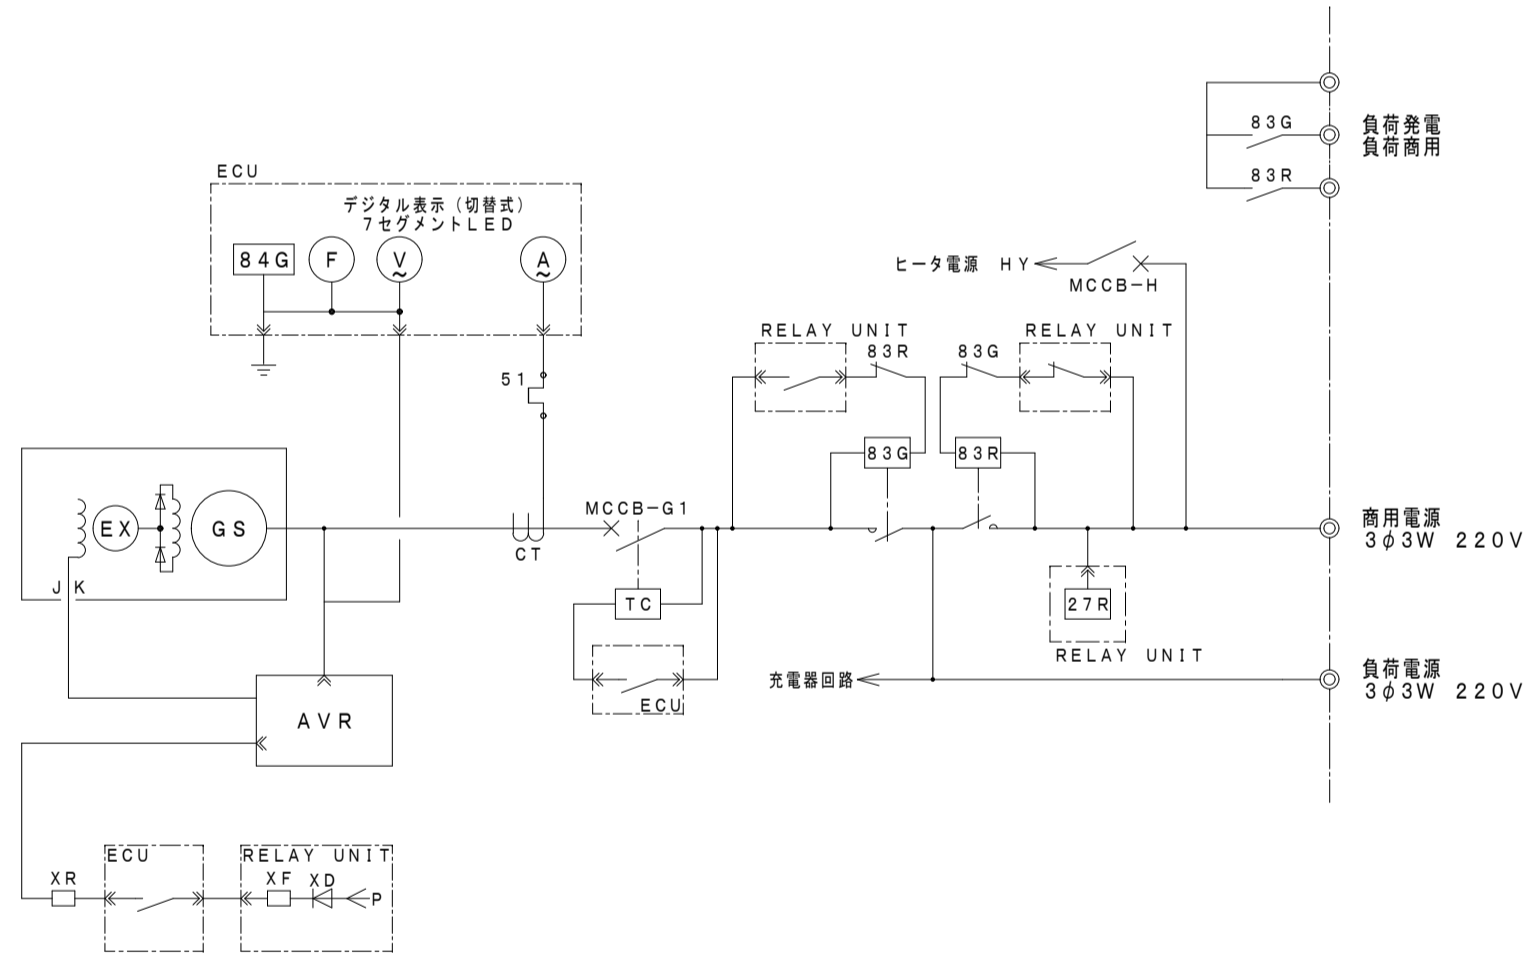 83G
負荷発電
負荷商用
83R
ECU
デジタル表示(切替式)
7セグメントLED
84G
F
V
A
ヒータ電源 HY
MCCB-H
RELAY UNIT
RELAY UNIT
83R
83G
51
83G
83R
EX
GS
MCCB-G1
CT
商用電源
3φ3W 220V
J K
TC
27R
RELAY UNIT
ECU
充電器回路
負荷電源
3φ3W 220V
AVR
ECU
RELAY UNIT
XR
XF
XD
P